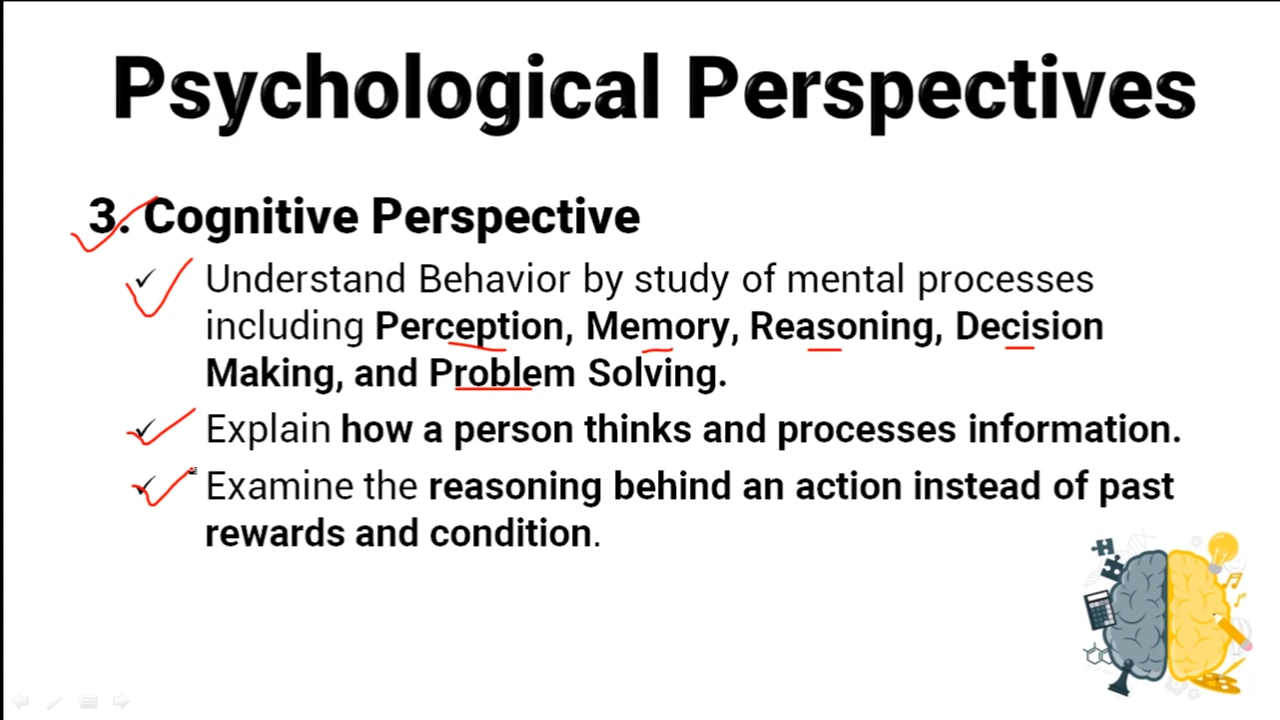 Psychological Perspectives
3. Cognitive Perspective
Understand Behavior by study of mental processes
including Perception, Memory, Reasoning, Decision
Making, and Problem Solving.
Explain how a person thinks and processes information.
Examine the reasoning behind an action instead of past
rewards and condition.